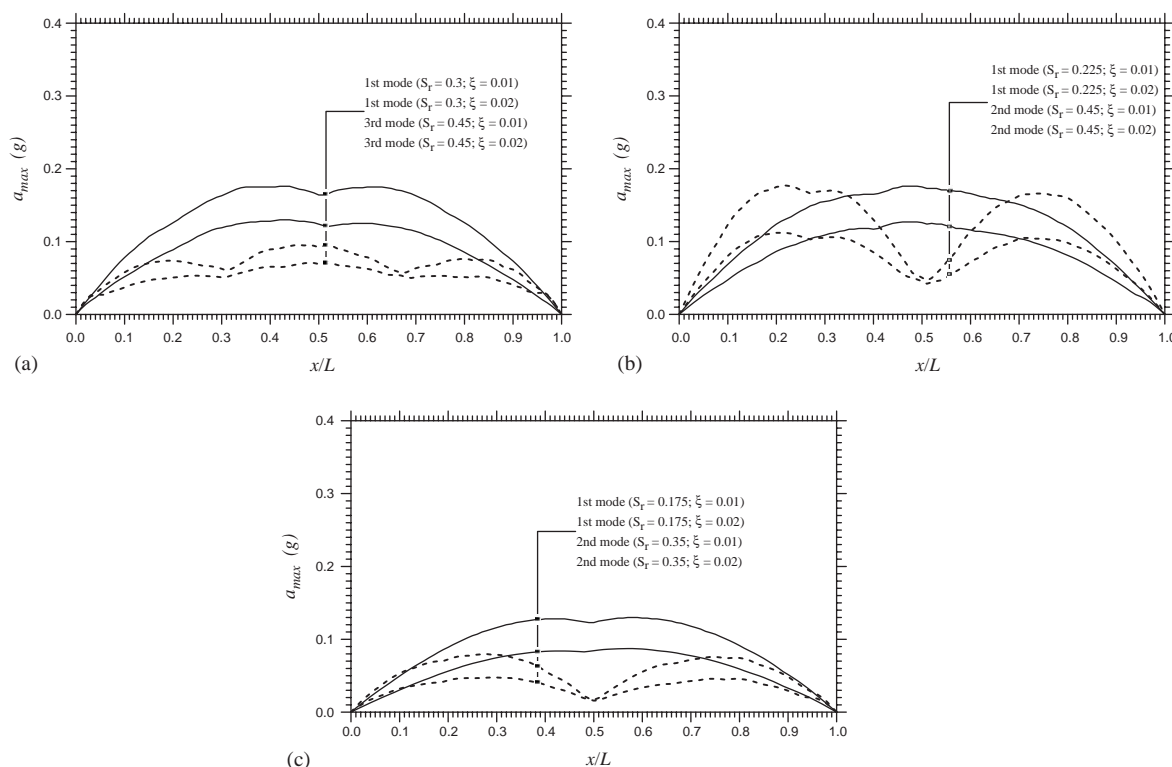 0.4
0.3
0.2
0.1
0.0
a_max (g)
1st mode (S_r = 0.3; ξ = 0.01)
1st mode (S_r = 0.3; ξ = 0.02)
3rd mode (S_r = 0.45; ξ = 0.01)
3rd mode (S_r = 0.45; ξ = 0.02)
0.0 0.1 0.2 0.3 0.4 0.5 0.6 0.7 0.8 0.9 1.0
(a)
x/L
0.4
0.3
0.2
0.1
0.0
a_max (g)
1st mode (S_r = 0.225; ξ = 0.01)
1st mode (S_r = 0.225; ξ = 0.02)
2nd mode (S_r = 0.45; ξ = 0.01)
2nd mode (S_r = 0.45; ξ = 0.02)
0.0 0.1 0.2 0.3 0.4 0.5 0.6 0.7 0.8 0.9 1.0
(b)
x/L
0.4
0.3
0.2
0.1
0.0
a_max (g)
1st mode (S_r = 0.175; ξ = 0.01)
1st mode (S_r = 0.175; ξ = 0.02)
2nd mode (S_r = 0.35; ξ = 0.01)
2nd mode (S_r = 0.35; ξ = 0.02)
0.0 0.1 0.2 0.3 0.4 0.5 0.6 0.7 0.8 0.9 1.0
(c)
x/L